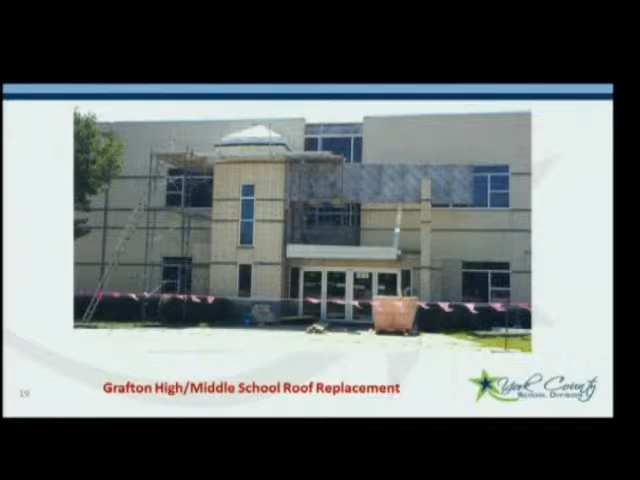 Grafton High/Middle School Roof Replacement
19
York County
SCHOOL DIVISION